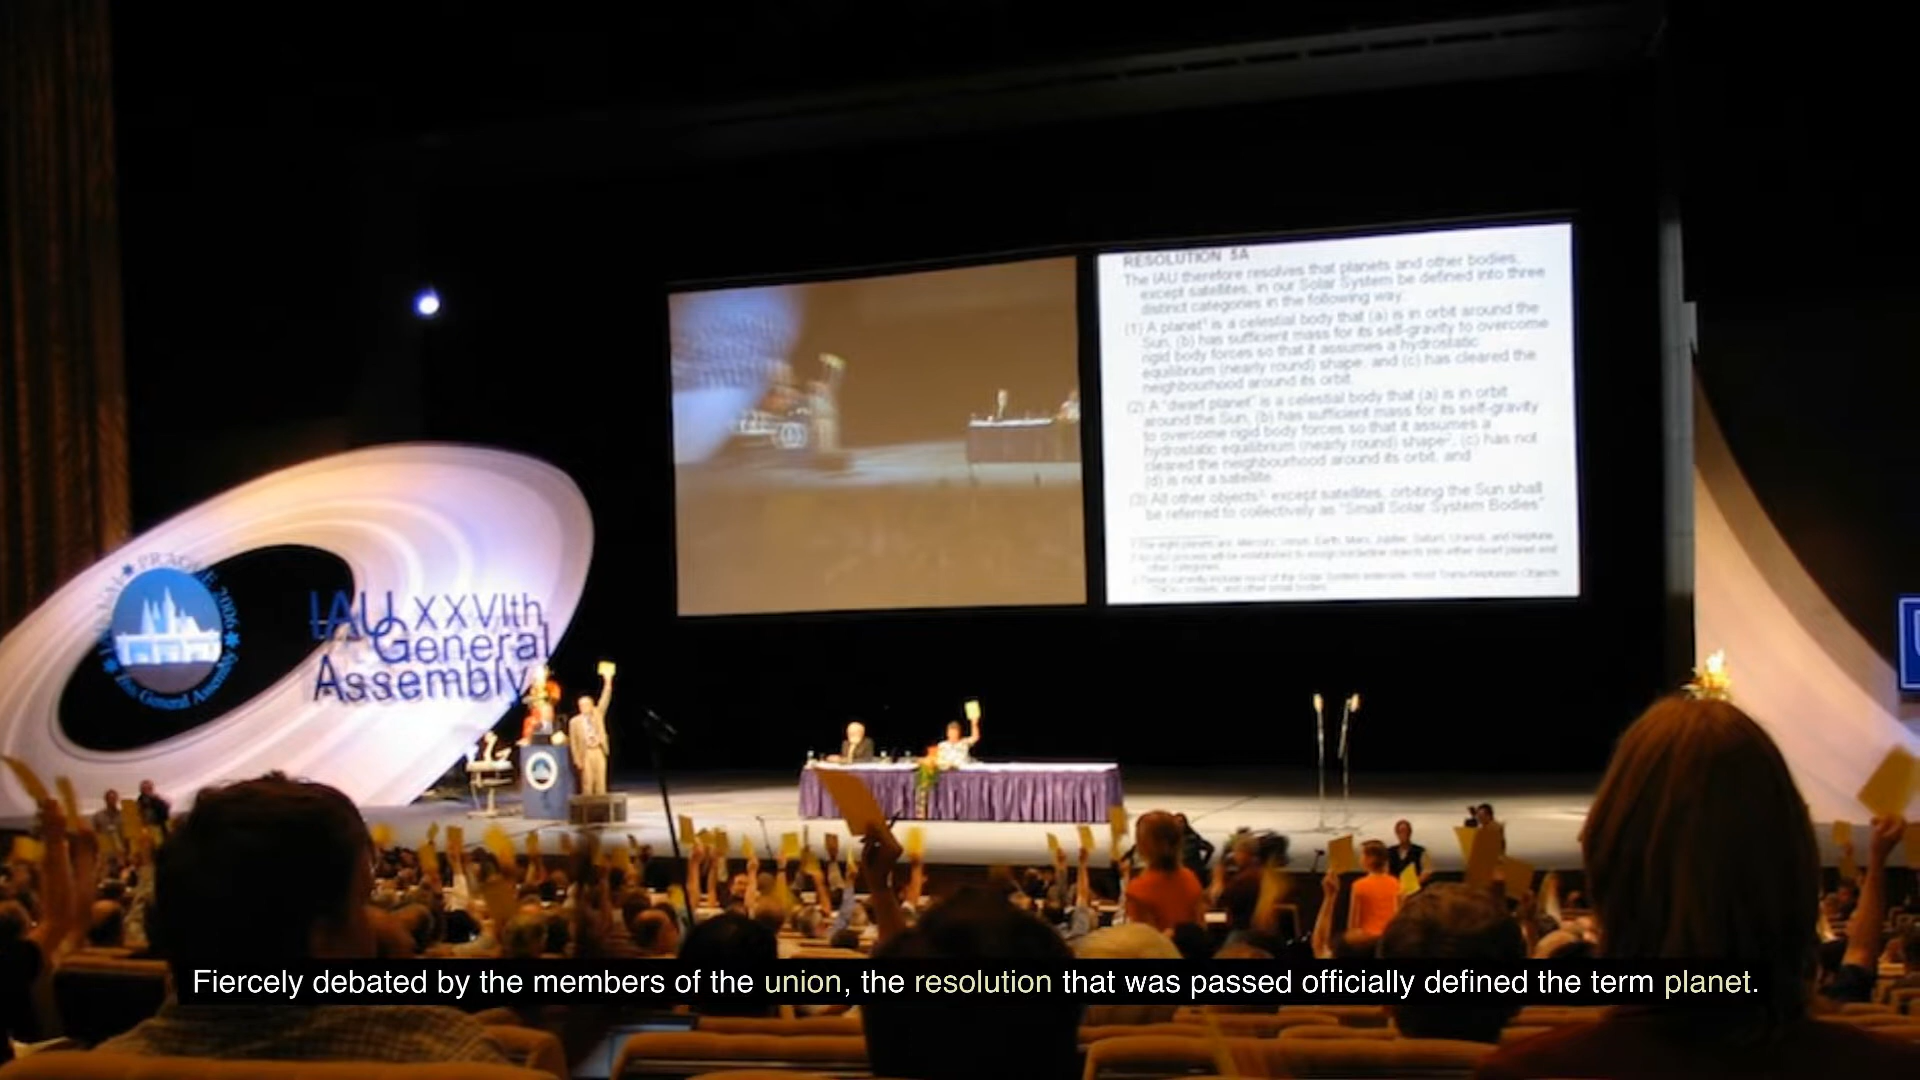 RESOLUTION 5A
The IAU therefore resolves that planets and other bodies,
except satellites, in our Solar System be defined into three
distinct categories in the following way:
(1) A planet¹ is a celestial body that (a) is in orbit around the
Sun, (b) has sufficient mass for its self-gravity to overcome
rigid body forces so that it assumes a hydrostatic
equilibrium (nearly round) shape, and (c) has cleared the
neighbourhood around its orbit.
(2) A "dwarf planet" is a celestial body that (a) is in orbit
around the Sun, (b) has sufficient mass for its self-gravity
to overcome rigid body forces so that it assumes a
hydrostatic equilibrium (nearly round) shape², (c) has not
cleared the neighbourhood around its orbit, and
(d) is not a satellite.
(3) All other objects³, except satellites, orbiting the Sun shall
be referred to collectively as "Small Solar System Bodies"
PRAGUE 2006
General Assembly
IAU XXVIth
General
Assembly
Fiercely debated by the members of the union, the resolution that was passed officially defined the term planet.